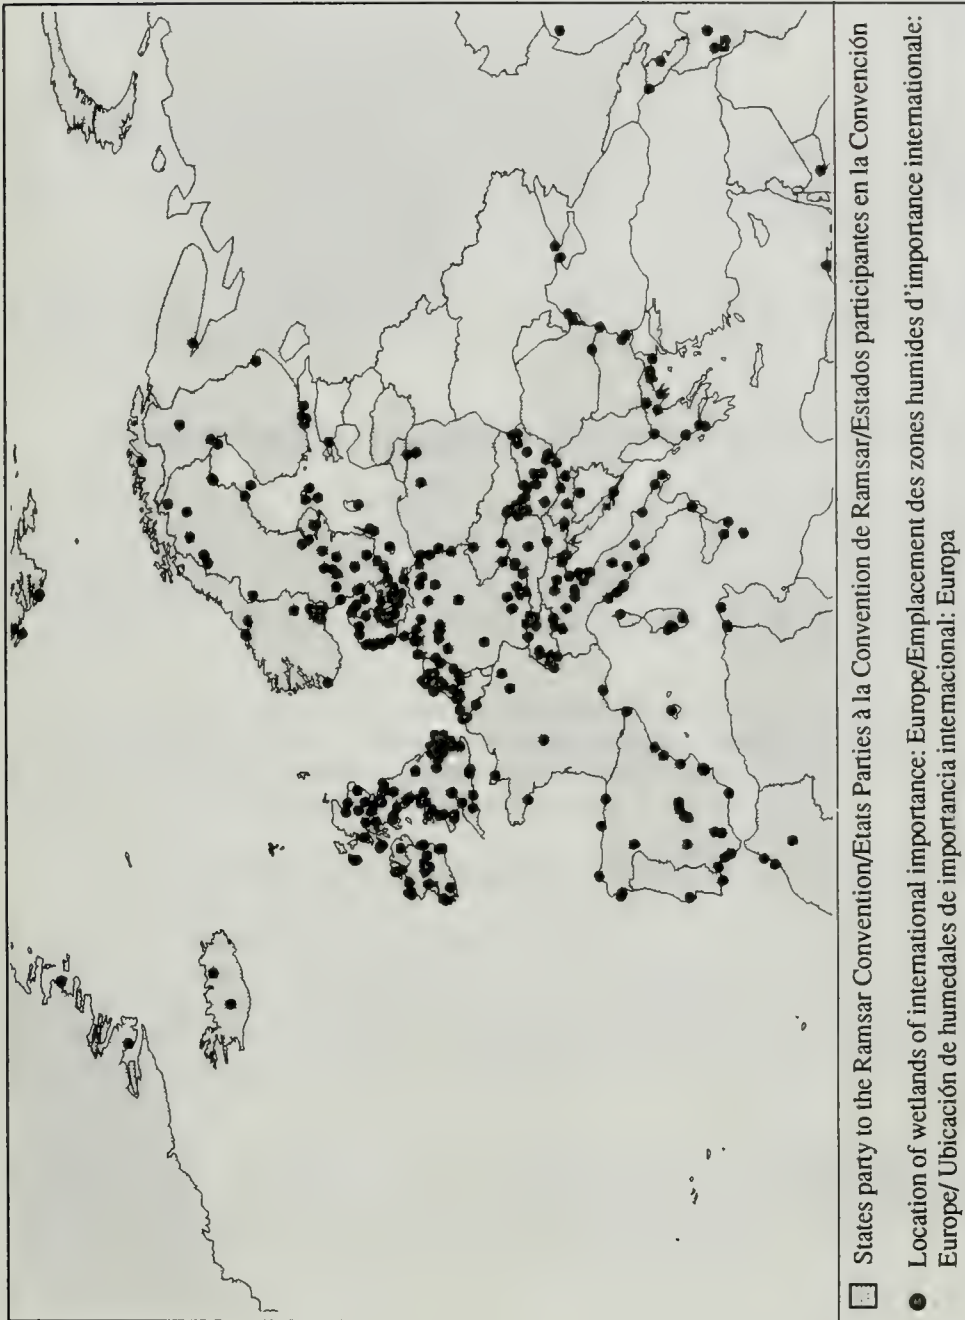 States party to the Ramsar Convention/Etats Parties à la Convention de Ramsar/Estados participantes en la Convención
Location of wetlands of international importance: Europe/Emplacement des zones humides d'importance internationale:
Europe/ Ubicación de humedales de importancia internacional: Europa